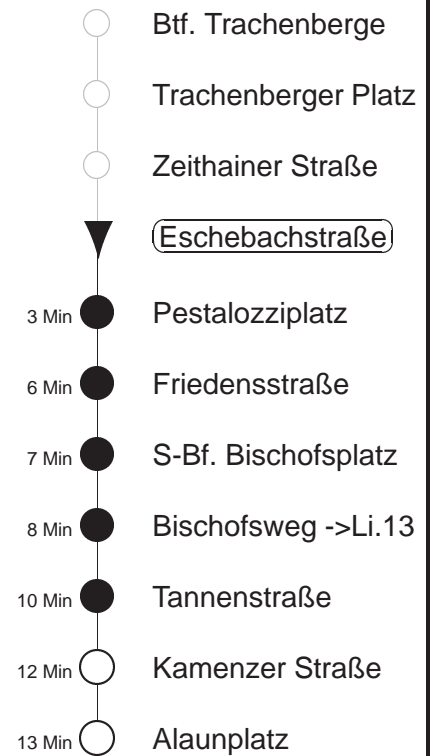 Btf. Trachenberge
Trachenberger Platz
Zeithainer Straße
Eschebachstraße
3 Min Pestalozziplatz
6 Min Friedensstraße
7 Min S-Bf. Bischofsplatz
8 Min Bischofsweg ->Li.13
10 Min Tannenstraße
12 Min Kamenzer Straße
13 Min Alaunplatz